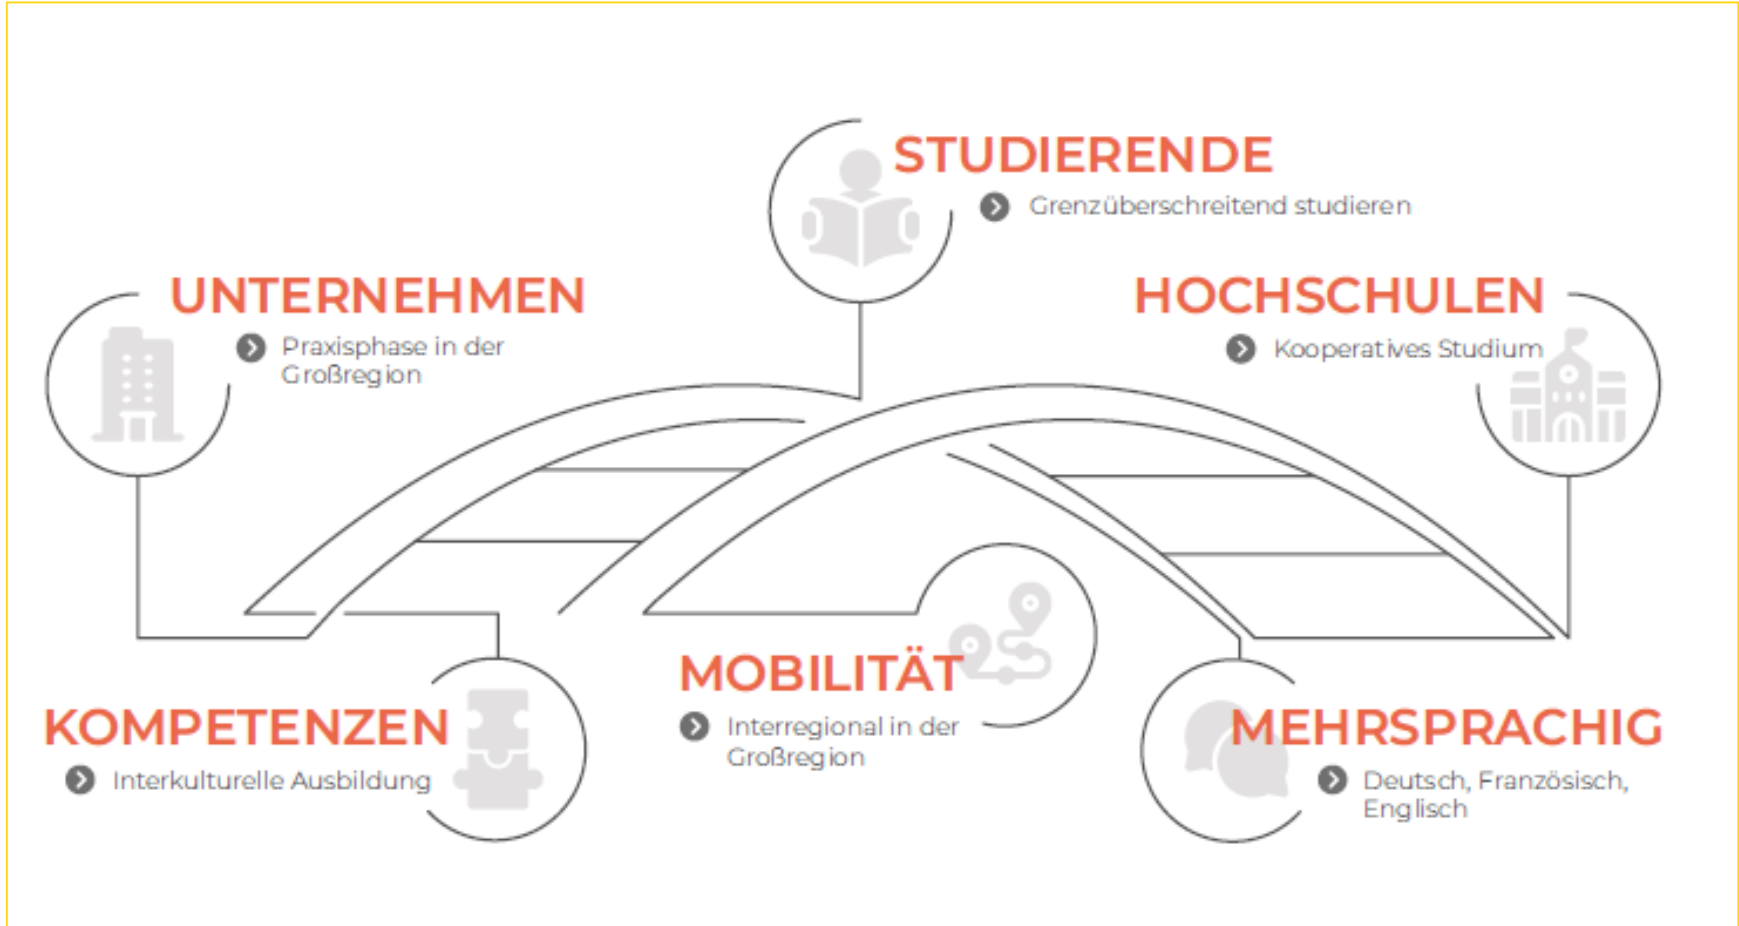 STUDIERENDE
Grenzüberschreitend studieren
UNTERNEHMEN
Praxisphase in der
Großregion
HOCHSCHULEN
Kooperatives Studium
KOMPETENZEN
Interkulturelle Ausbildung
MOBILITÄT
Interregional in der
Großregion
MEHRSPRACHIG
Deutsch, Französisch,
Englisch